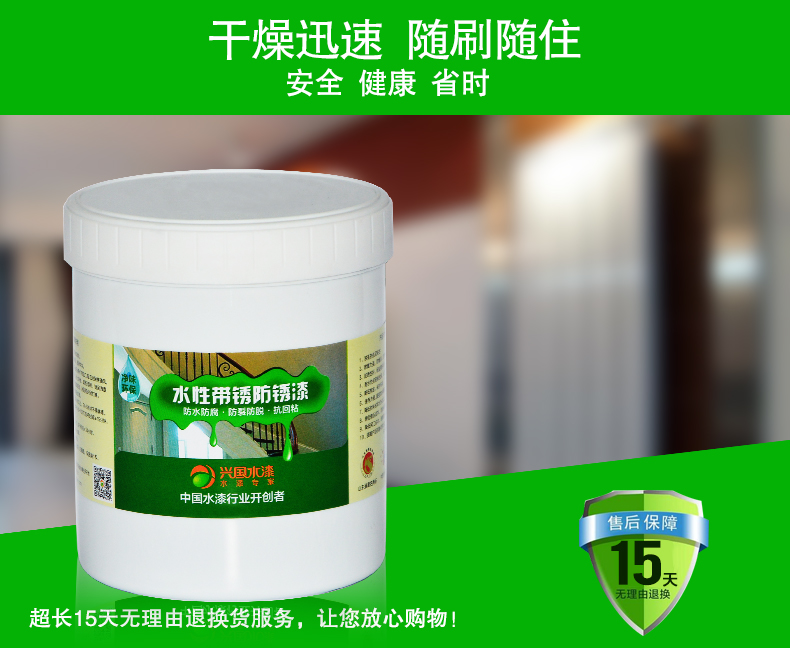 干燥迅速 随刷随住
安全 健康 省时
净味
环保
水性带锈防锈漆
防水防腐·防裂防脱·抗回粘
兴国水漆
水漆专家
中国水漆行业开创者
售后保障
15天
无理由退换
超长15天无理由退换货服务，让您放心购物！